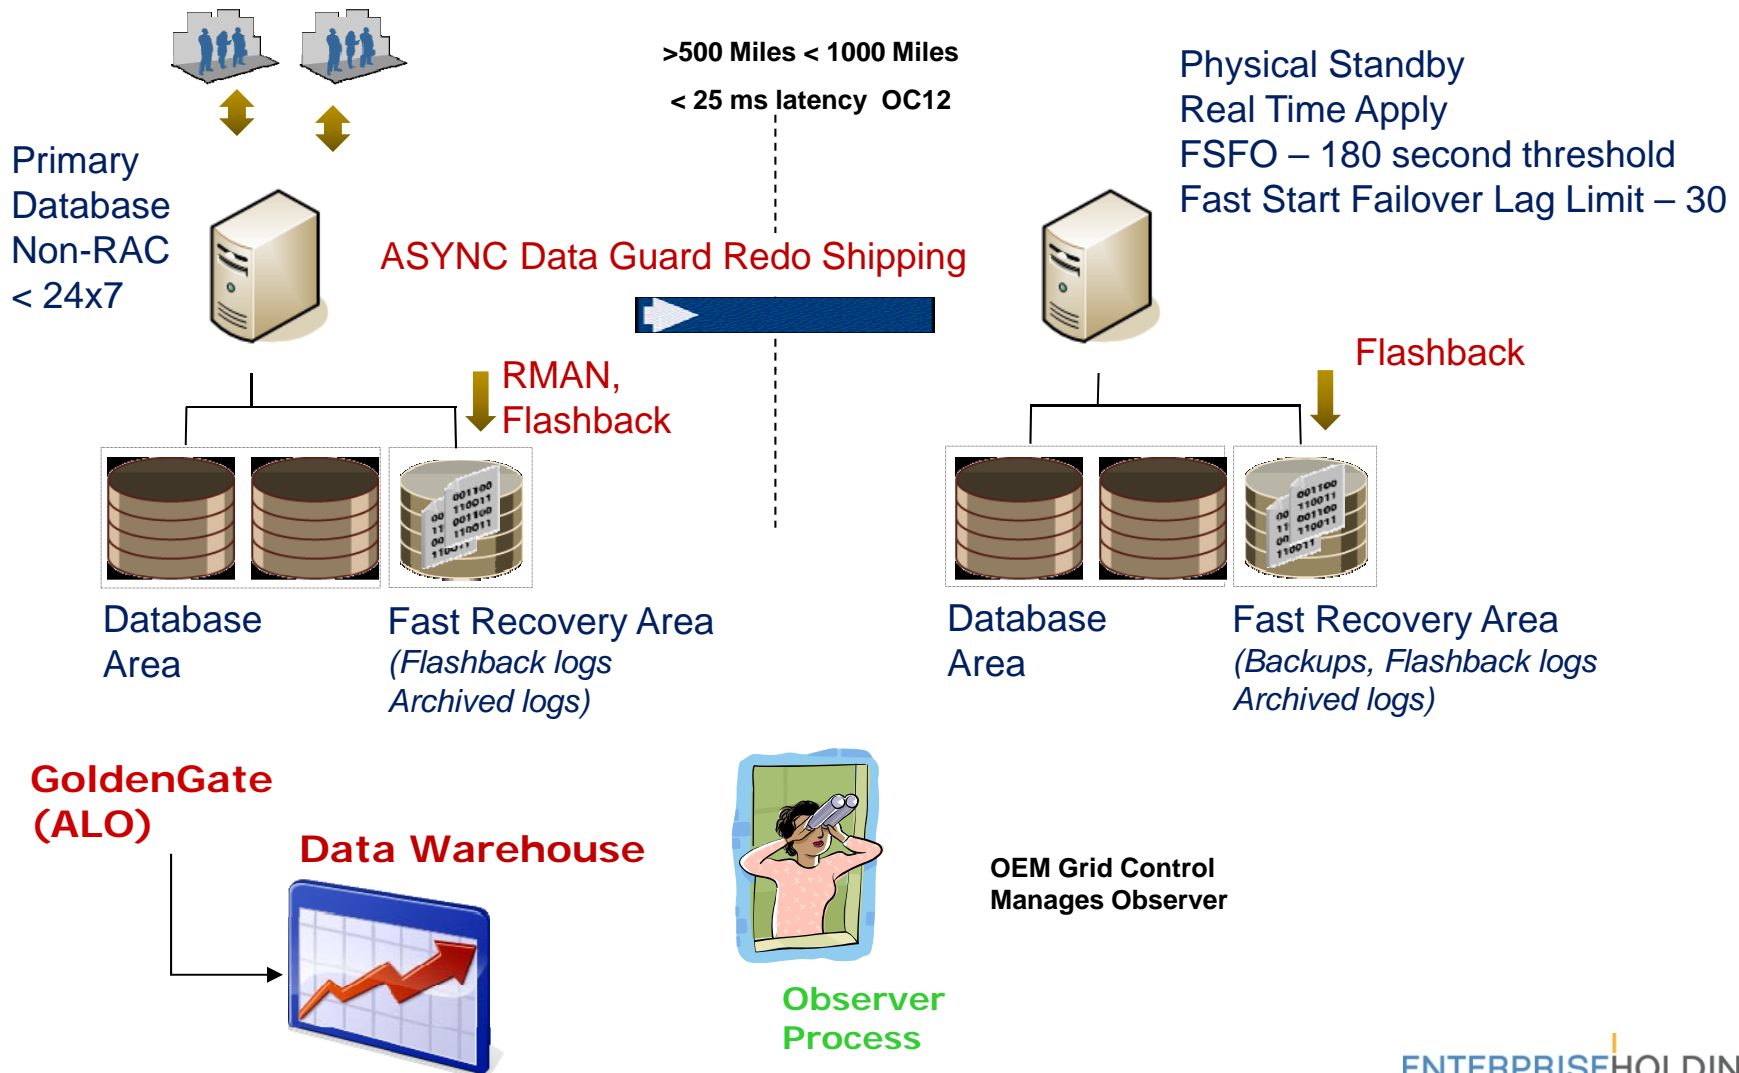 >500 Miles < 1000 Miles
< 25 ms latency OC12
Physical Standby
Real Time Apply
FSFO – 180 second threshold
Fast Start Failover Lag Limit – 30
Primary
Database
Non-RAC
< 24x7
ASYNC Data Guard Redo Shipping
RMAN,
Flashback
Flashback
Database
Area
Fast Recovery Area
(Flashback logs
Archived logs)
Database
Area
Fast Recovery Area
(Backups, Flashback logs
Archived logs)
GoldenGate
(ALO)
Data Warehouse
OEM Grid Control
Manages Observer
Observer
Process
ENTERPRISEHOLDIN